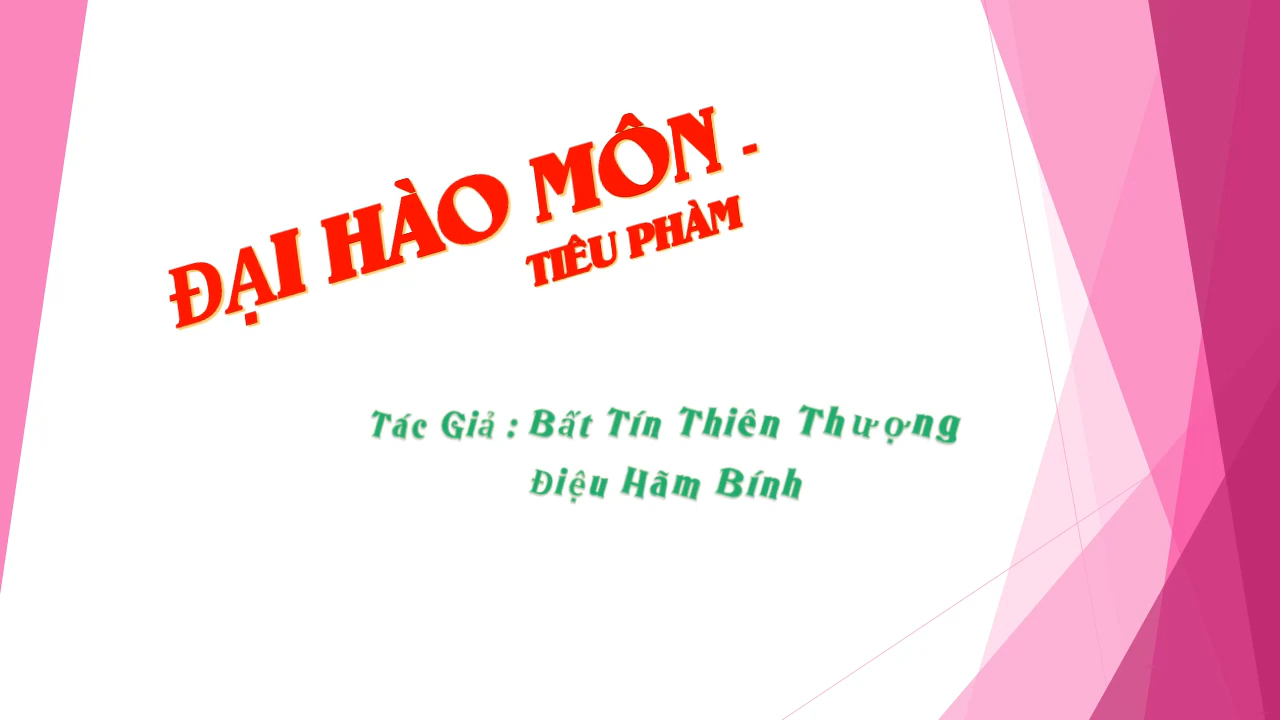 ĐẠI HÀO MÔN -
TIÊU PHÀM
Tác Giả : Bất Tín Thiên Thượng
Điệu Hãm Bính